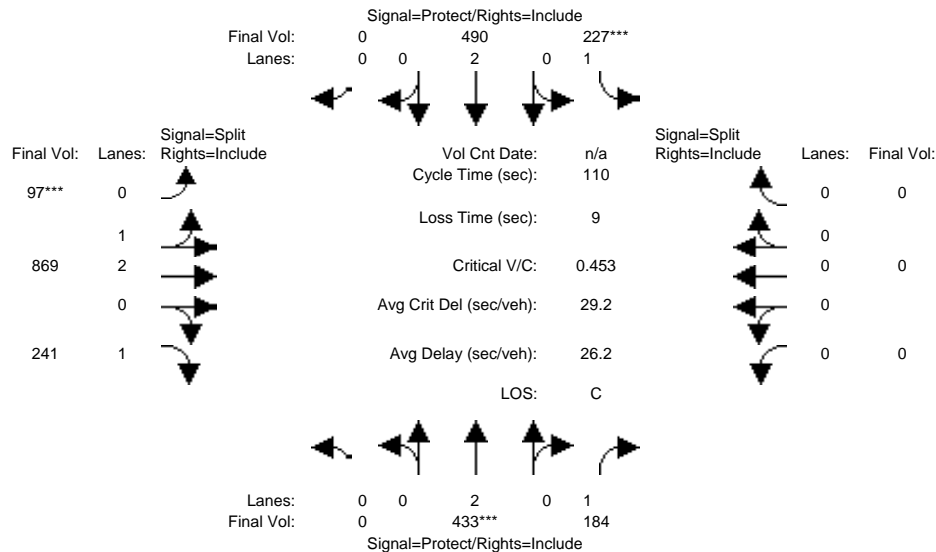 Signal=Protect/Rights=Include
Final Vol: 0 490 227***
Lanes: 0 0 2 0 1
Signal=Split Signal=Split
Final Vol: Lanes: Rights=Include Vol Cnt Date: n/a Rights=Include Lanes: Final Vol:
Cycle Time (sec): 110
97*** 0 0 0
Loss Time (sec): 9
1 0
869 2 Critical V/C: 0.453 0 0
0 Avg Crit Del (sec/veh): 29.2 0
241 1 Avg Delay (sec/veh): 26.2 0 0
LOS: C
Lanes: 0 0 2 0 1
Final Vol: 0 433*** 184
Signal=Protect/Rights=Include